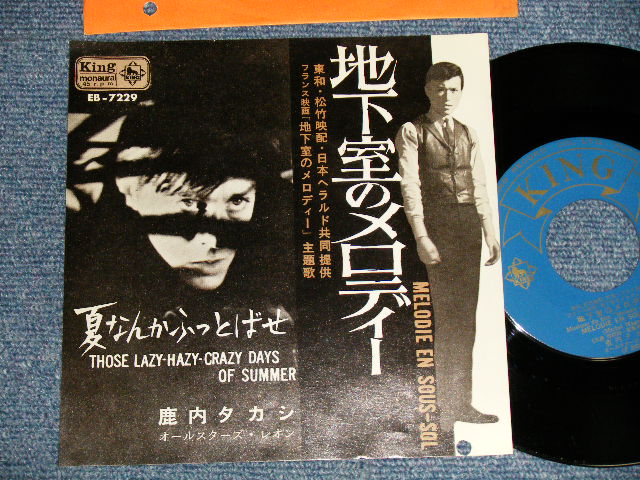 King
monaural
45 r.p.m
KING
EB-7229
地下室のメロディー
MELODIE EN SOUS-SOL
東和・松竹映配・日本ヘラルド共同提供
フランス映画「地下室のメロディー」主題歌
夏なんかふっとばせ
THOSE LAZY-HAZY-CRAZY DAYS
OF SUMMER
鹿内タカシ
オールスターズ・レオン
KING